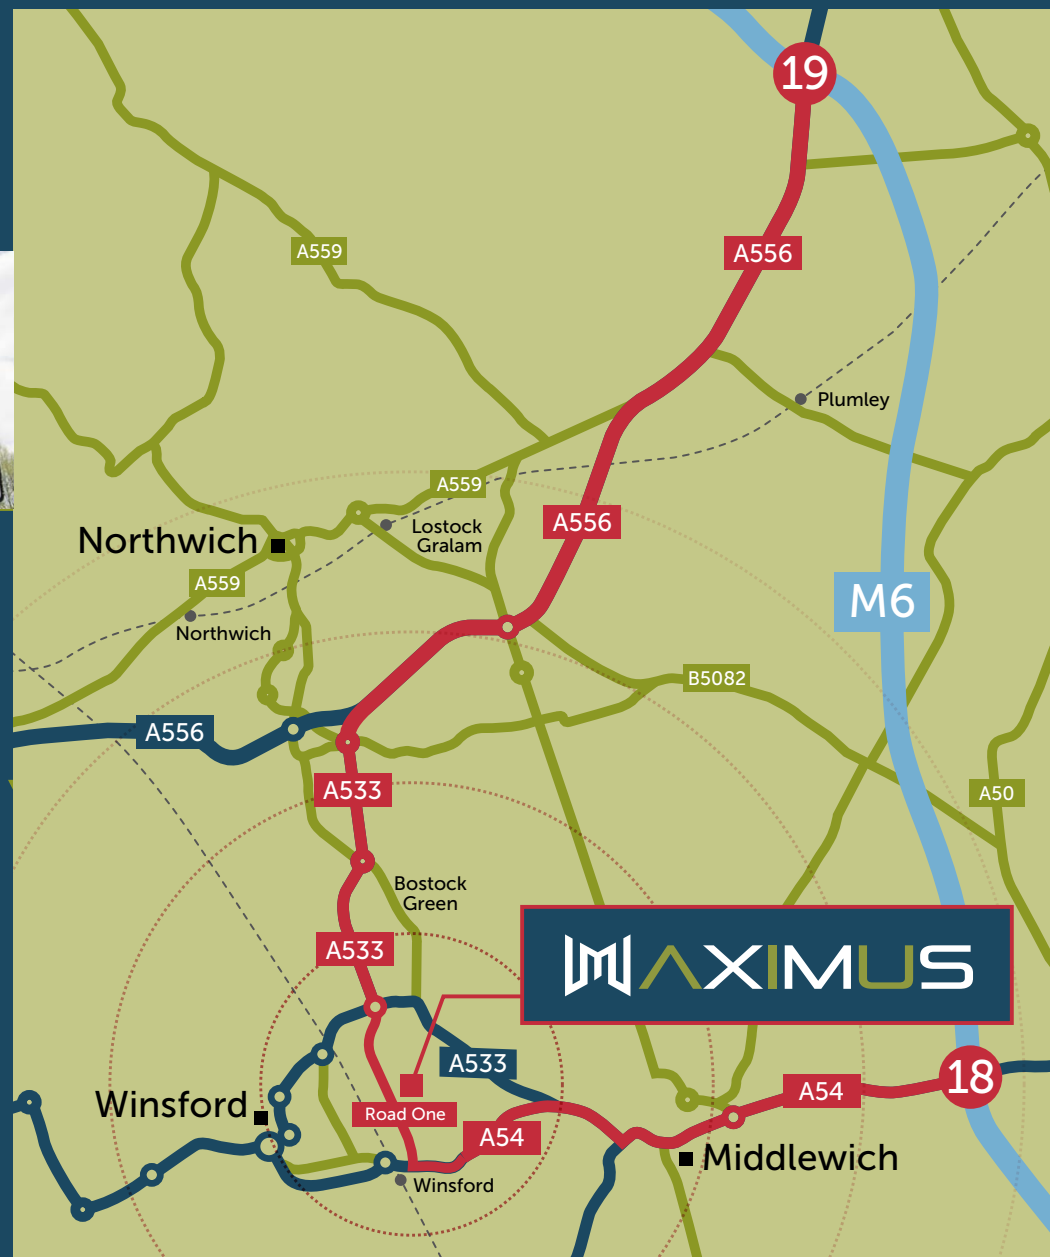 19
A559
A556
Plumley
A559
Lostock
Gralam
A556
Northwich
A559
M6
Northwich
B5082
A556
A533
A50
Bostock
Green
A533
MAXIMUS
A533
18
A54
Winsford
Road One
A54
Middlewich
Winsford